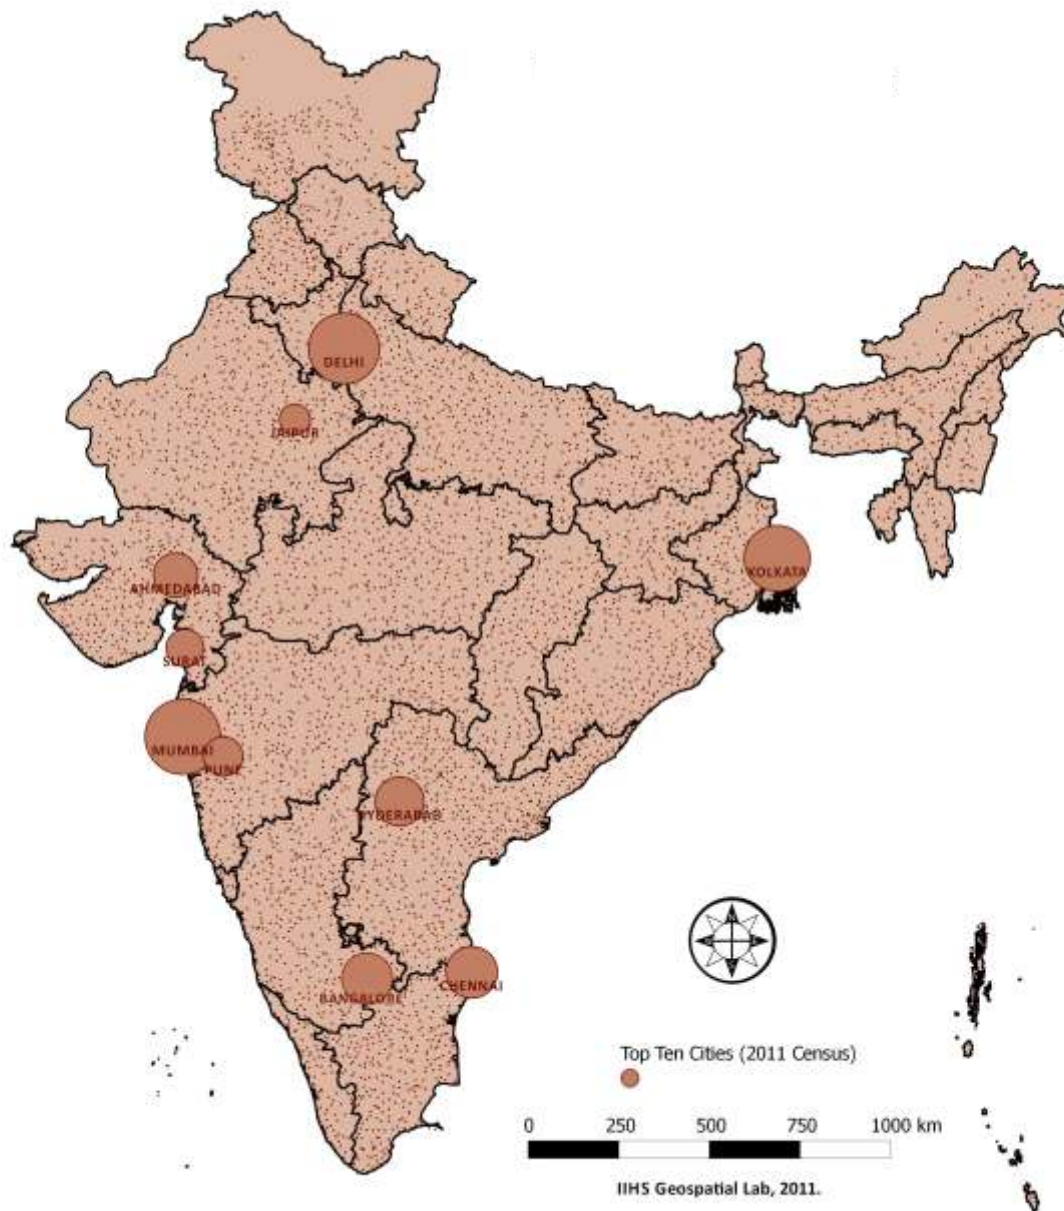 DELHI
JAIPUR
AHMEDABAD
KOLKATA
SURAT
MUMBAI
PUNE
HYDERABAD
BANGALORE
CHENNAI
Top Ten Cities (2011 Census)
0 250 500 750 1000 km
IIHS Geospatial Lab, 2011.